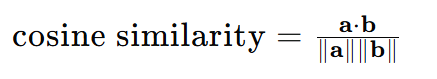 cosine similarity = a·b / ‖a‖‖b‖